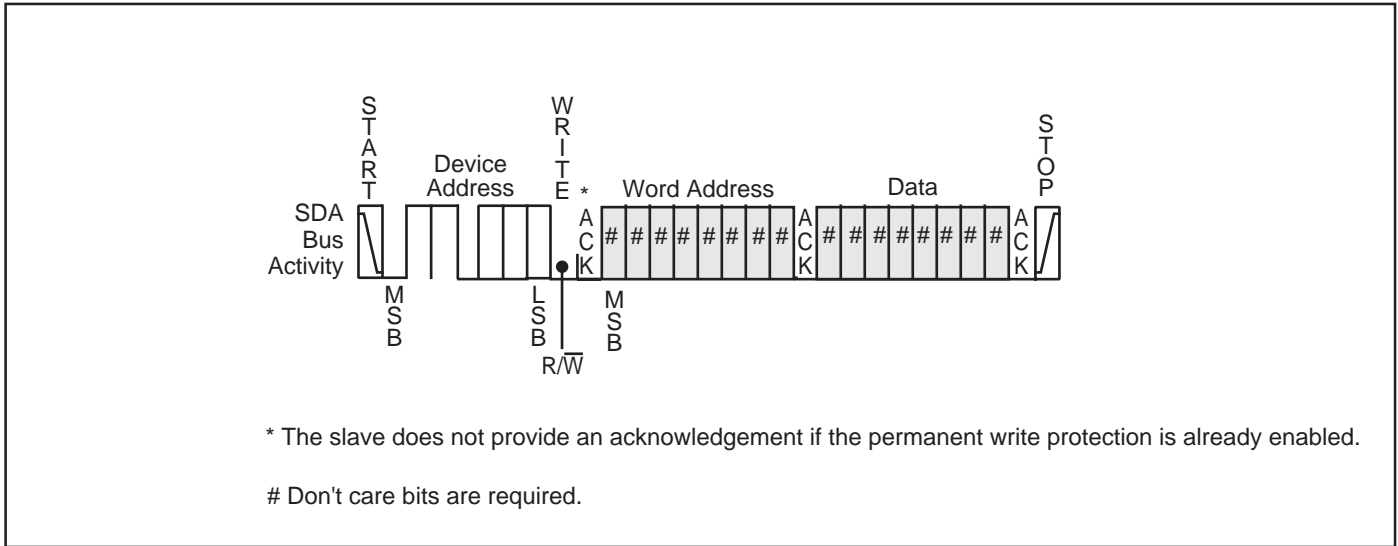 START
WRITE
STOP
Device
Address
*
Word Address
Data
SDA
Bus
Activity
ACK
# # # # # # # #
ACK
# # # # # # # #
ACK
MSB
LSB
MSB
R/W̅
* The slave does not provide an acknowledgement if the permanent write protection is already enabled.
# Don't care bits are required.